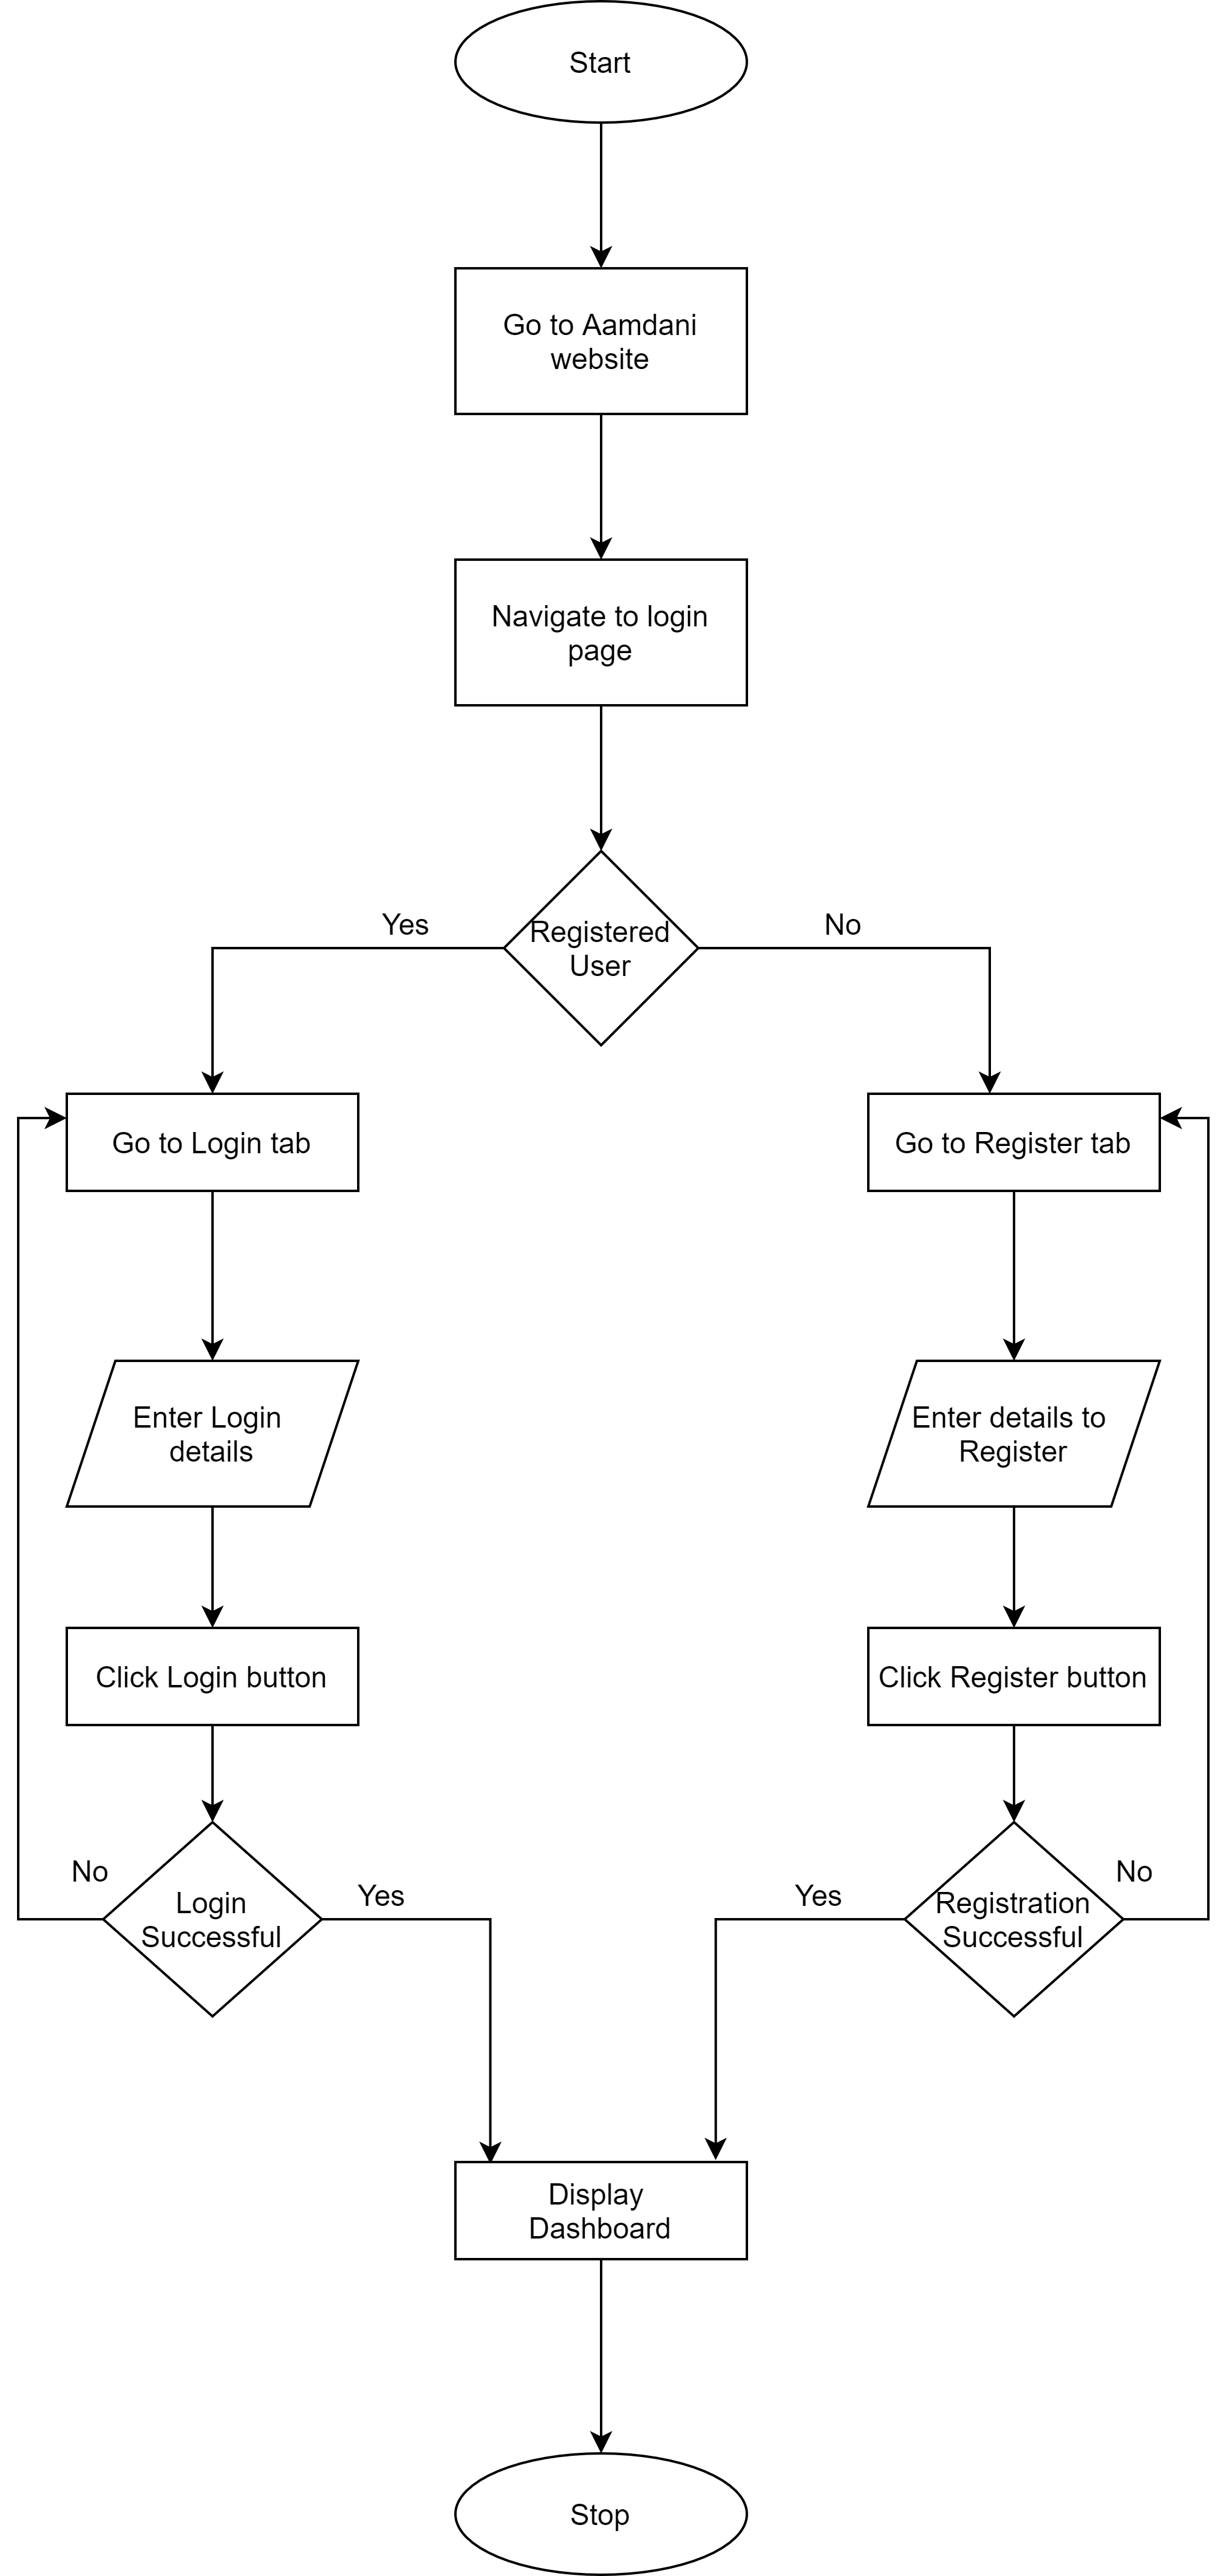 Start
Go to Aamdani
website
Navigate to login
page
Registered
User
Yes
No
Go to Login tab
Go to Register tab
Enter Login
details
Enter details to
Register
Click Login button
Click Register button
No
Login
Successful
Yes
Yes
Registration
Successful
No
Display
Dashboard
Stop